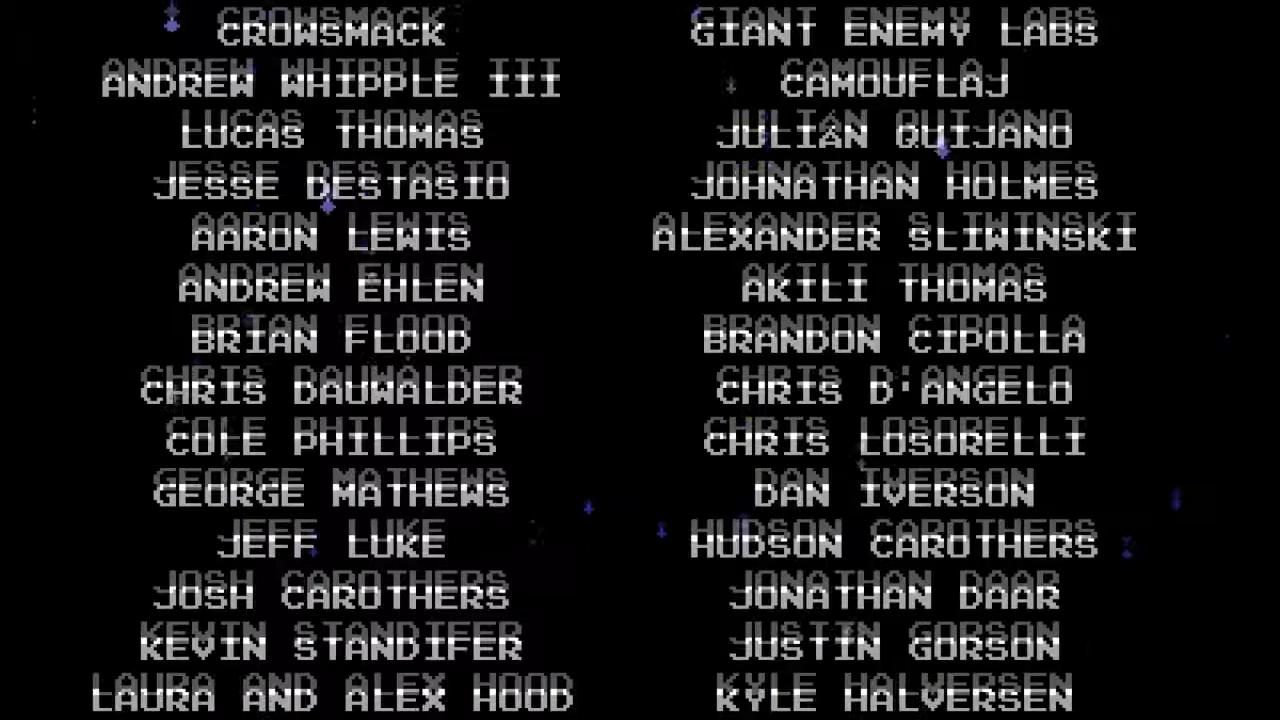 CROWSMACK
GIANT ENEMY LABS
ANDREW WHIPPLE III
CAMOUFLAJ
LUCAS THOMAS
JULIÁN QUIJANO
JESSE DESTASIO
JOHNATHAN HOLMES
AARON LEWIS
ALEXANDER SLIWINSKI
ANDREW EHLEN
AKILI THOMAS
BRIAN FLOOD
BRANDON CIPOLLA
CHRIS DAUWALDER
CHRIS D'ANGELO
COLE PHILLIPS
CHRIS LOSORELLI
GEORGE MATHEWS
DAN IVERSON
JEFF LUKE
HUDSON CAROTHERS
JOSH CAROTHERS
JONATHAN DAAR
KEVIN STANDIFER
JUSTIN GORSON
LAURA AND ALEX HOOD
KYLE HALVERSEN